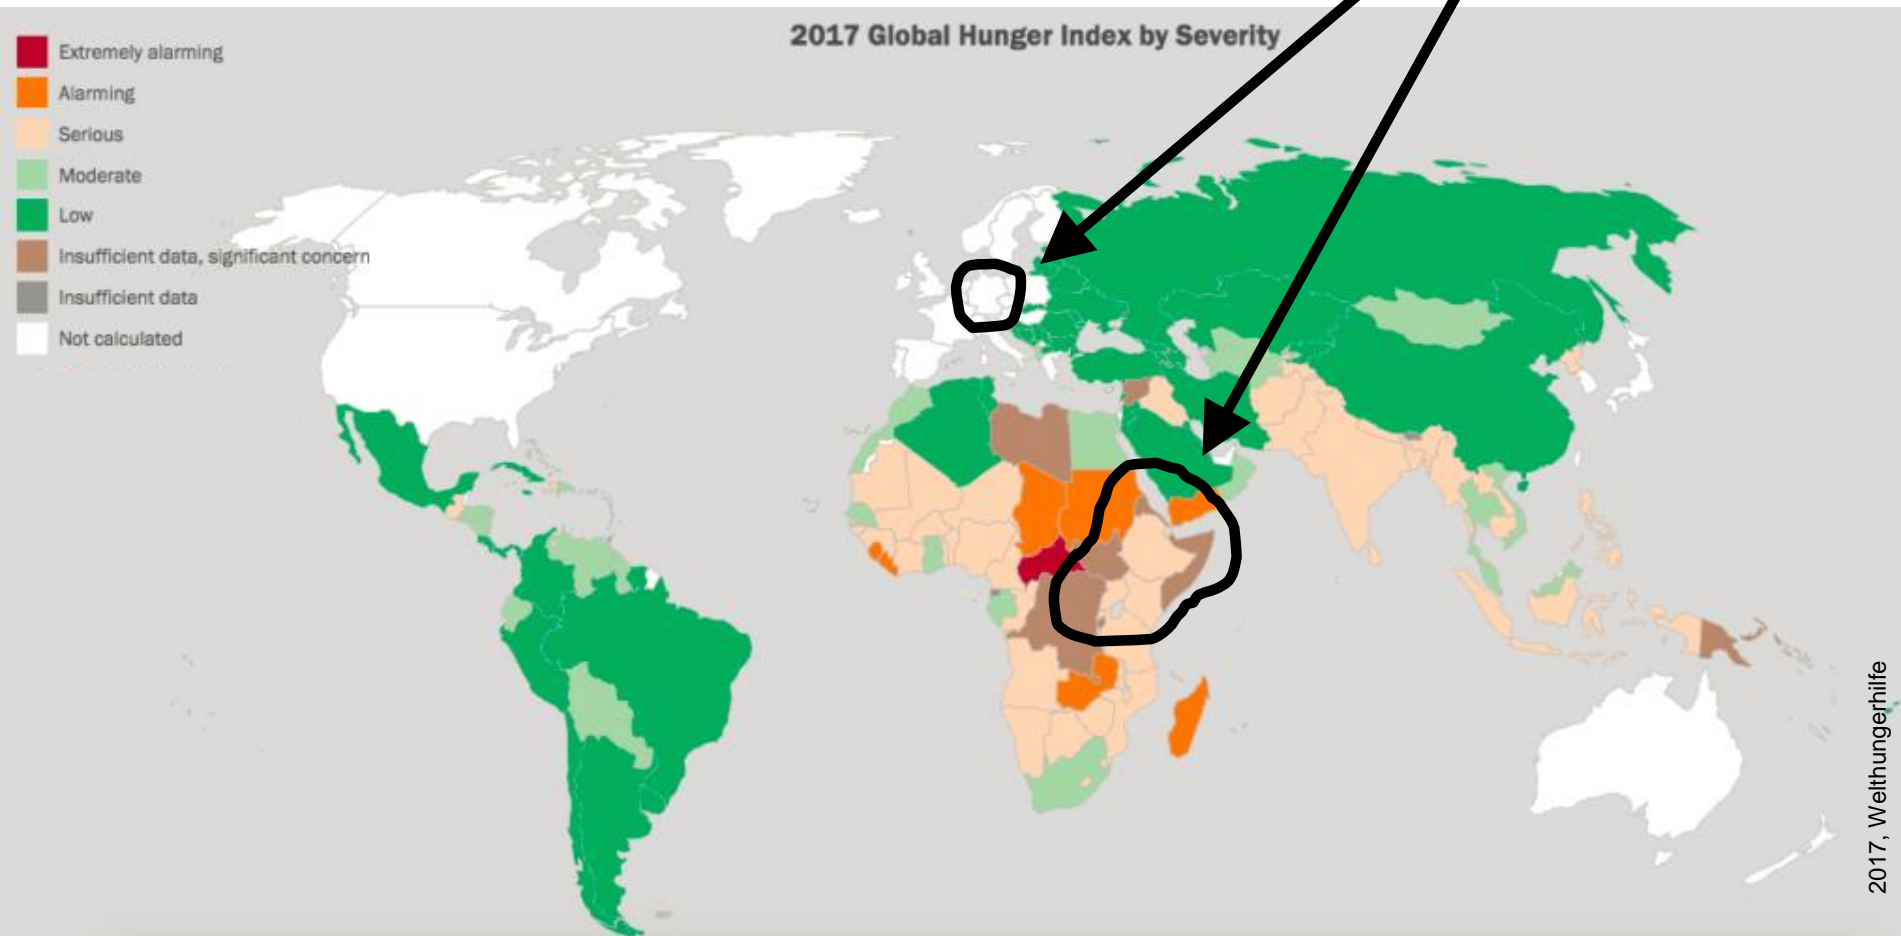 2017 Global Hunger Index by Severity
Extremely alarming
Alarming
Serious
Moderate
Low
Insufficient data, significant concern
Insufficient data
Not calculated
2017, Welthungerhilfe